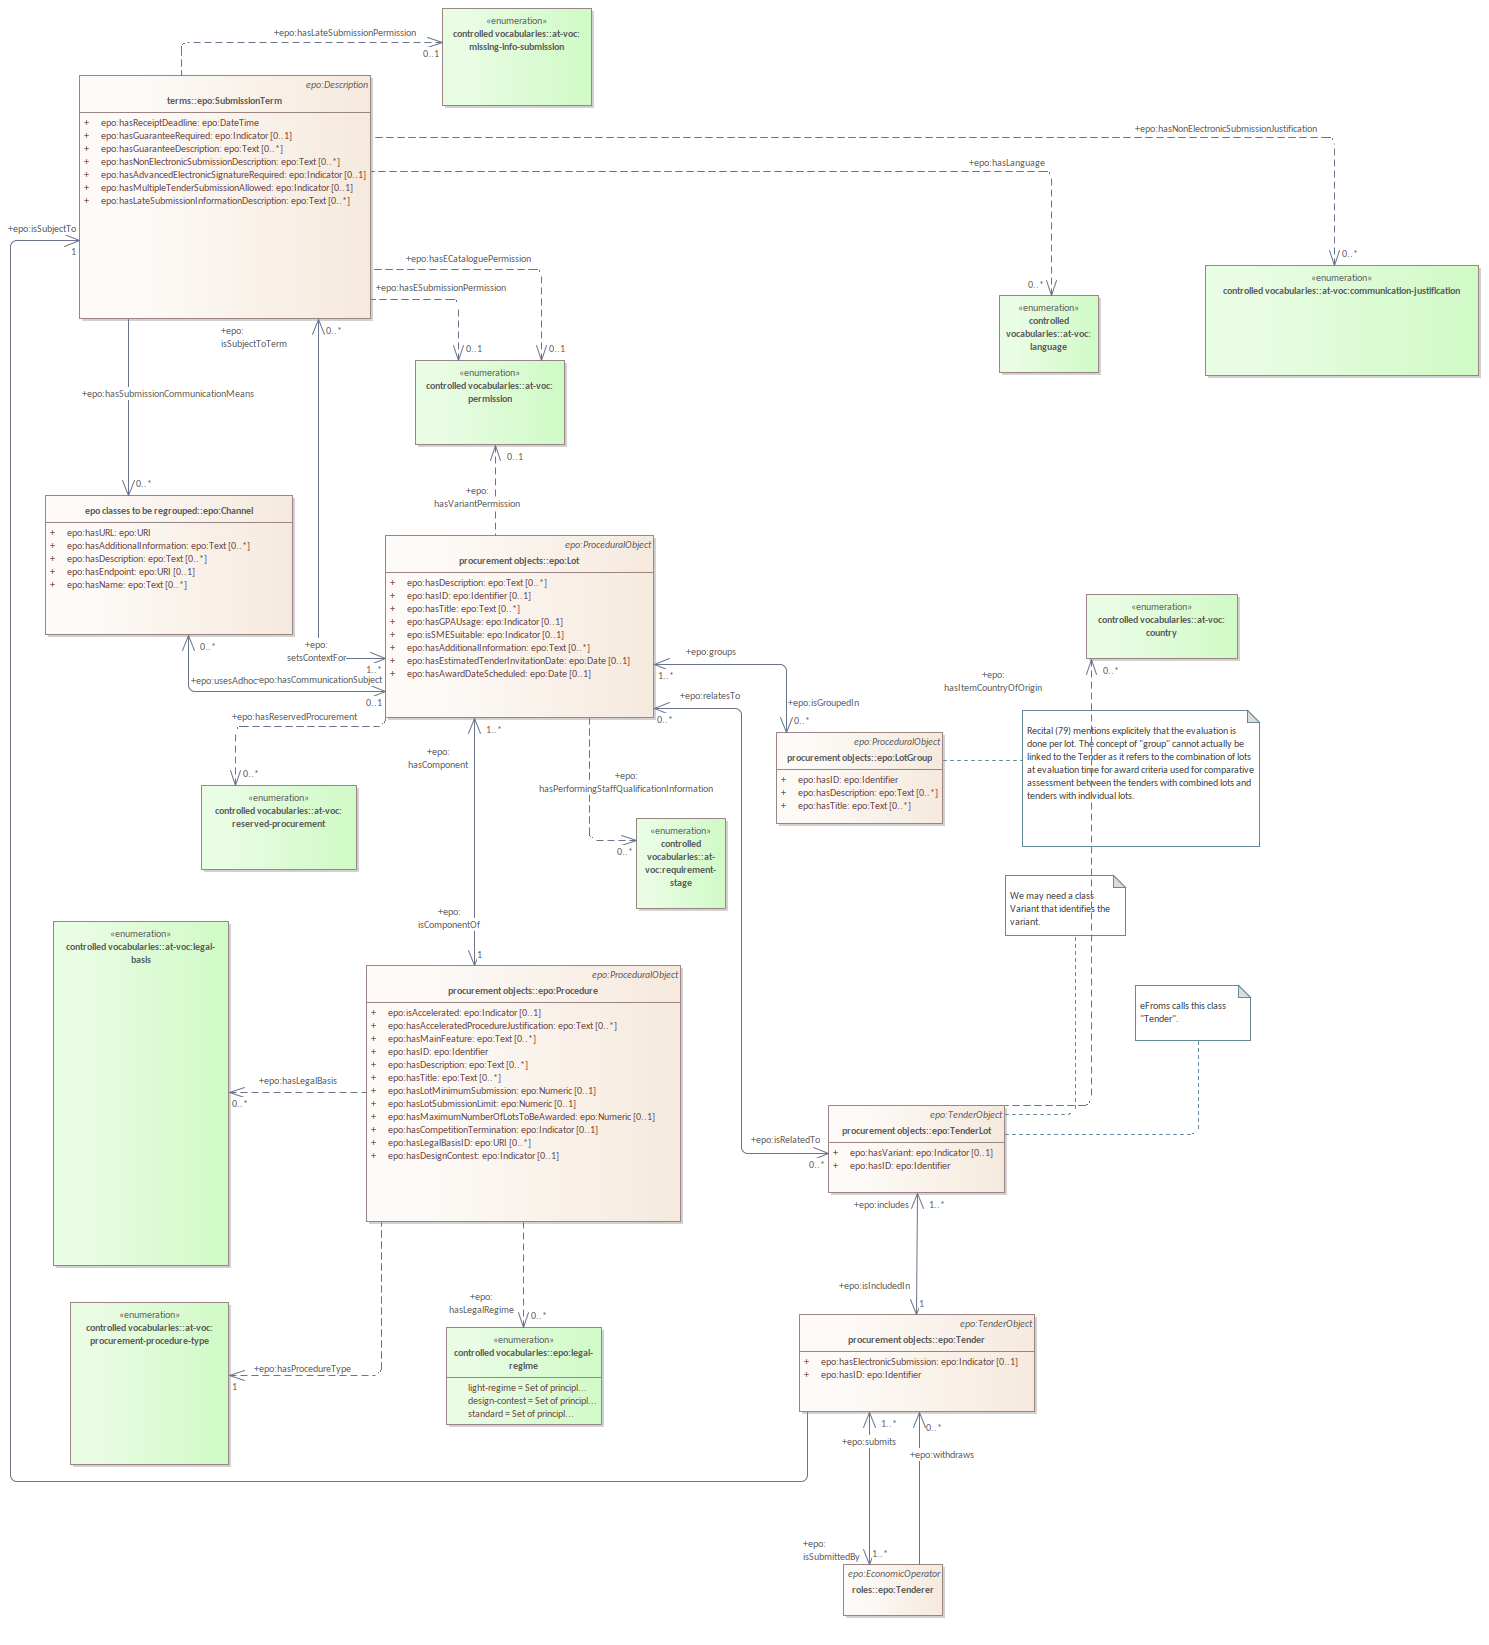 +epo:hasLateSubmissionPermission
0..1
«enumeration»
controlled vocabularies::at-voc:
missing-info-submission
epo:Description
terms::epo:SubmissionTerm
+ epo:hasReceiptDeadline: epo:DateTime
+ epo:hasGuaranteeRequired: epo:Indicator [0..1]
+ epo:hasGuaranteeDescription: epo:Text [0..*]
+ epo:hasNonElectronicSubmissionDescription: epo:Text [0..*]
+ epo:hasAdvancedElectronicSignatureRequired: epo:Indicator [0..1]
+ epo:hasMultipleTenderSubmissionAllowed: epo:Indicator [0..1]
+ epo:hasLateSubmissionInformationDescription: epo:Text [0..*]
+epo:hasNonElectronicSubmissionJustification
0..*
+epo:hasLanguage
0..*
+epo:isSubjectTo
1
+epo:hasECataloguePermission
0..1
+epo:hasESubmissionPermission
0..1
«enumeration»
controlled vocabularies::at-voc:communication-justification
«enumeration»
controlled
vocabularies::at-voc:
language
+epo:
isSubjectToTerm
0..*
«enumeration»
controlled vocabularies::at-voc:
permission
+epo:hasSubmissionCommunicationMeans
0..*
0..1
+epo:
hasVariantPermission
epo classes to be regrouped::epo:Channel
+ epo:hasURL: epo:URI
+ epo:hasAdditionalInformation: epo:Text [0..*]
+ epo:hasDescription: epo:Text [0..*]
+ epo:hasEndpoint: epo:URI [0..1]
+ epo:hasName: epo:Text [0..*]
epo:ProceduralObject
procurement objects::epo:Lot
+ epo:hasDescription: epo:Text [0..*]
+ epo:hasID: epo:Identifier [0..1]
+ epo:hasTitle: epo:Text [0..*]
+ epo:hasGPAUsage: epo:Indicator [0..1]
+ epo:isSMESuitable: epo:Indicator [0..1]
+ epo:hasAdditionalInformation: epo:Text [0..*]
+ epo:hasEstimatedTenderInvitationDate: epo:Date [0..1]
+ epo:hasAwardDateScheduled: epo:Date [0..1]
«enumeration»
controlled vocabularies::at-voc:
country
0..*
+epo:
setsContextFor
1..*
0..*
+epo:usesAdhoc
+epo:hasCommunicationSubject
0..1
+epo:groups
1..*
+epo:isGroupedIn
0..*
+epo:relatesTo
0..*
+epo:
hasItemCountryOfOrigin
0..*
+epo:hasReservedProcurement
0..*
1..*
+epo:
hasComponent
+epo:
hasPerformingStaffQualificationInformation
0..*
epo:ProceduralObject
procurement objects::epo:LotGroup
+ epo:hasID: epo:Identifier
+ epo:hasDescription: epo:Text [0..*]
+ epo:hasTitle: epo:Text [0..*]
Recital (79) mentions explicitely that the evaluation is
done per lot. The concept of "group" cannot actually be
linked to the Tender as it refers to the combination of lots
at evaluation time for award criteria used for comparative
assessment between the tenders with combined lots and
tenders with individual lots.
«enumeration»
controlled vocabularies::at-voc:
reserved-procurement
«enumeration»
controlled
vocabularies::at-
voc:requirement-
stage
We may need a class
Variant that identifies the
variant.
+epo:
isComponentOf
1
«enumeration»
controlled vocabularies::at-voc:legal-
basis
epo:ProceduralObject
procurement objects::epo:Procedure
+ epo:isAccelerated: epo:Indicator [0..1]
+ epo:hasAcceleratedProcedureJustification: epo:Text [0..*]
+ epo:hasMainFeature: epo:Text [0..*]
+ epo:hasID: epo:Identifier
+ epo:hasDescription: epo:Text [0..*]
+ epo:hasTitle: epo:Text [0..*]
+ epo:hasLotMinimumSubmission: epo:Numeric [0..1]
+ epo:hasLotSubmissionLimit: epo:Numeric [0..1]
+ epo:hasMaximumNumberOfLotsToBeAwarded: epo:Numeric [0..1]
+ epo:hasCompetitionTermination: epo:Indicator [0..1]
+ epo:hasLegalBasisID: epo:URI [0..*]
+ epo:hasDesignContest: epo:Indicator [0..1]
eFroms calls this class
"Tender".
+epo:hasLegalBasis
0..*
+epo:isRelatedTo
0..*
epo:TenderObject
procurement objects::epo:TenderLot
+ epo:hasVariant: epo:Indicator [0..1]
+ epo:hasID: epo:Identifier
+epo:includes
1..*
+epo:isIncludedIn
1
+epo:
hasLegalRegime
0..*
«enumeration»
controlled vocabularies::at-voc:
procurement-procedure-type
+epo:hasProcedureType
1
«enumeration»
controlled vocabularies::epo:legal-
regime
light-regime = Set of principl...
design-contest = Set of principl...
standard = Set of principl...
epo:TenderObject
procurement objects::epo:Tender
+ epo:hasElectronicSubmission: epo:Indicator [0..1]
+ epo:hasID: epo:Identifier
1..*
+epo:submits
0..*
+epo:withdraws
+epo:
isSubmittedBy
1..*
epo:EconomicOperator
roles::epo:Tenderer